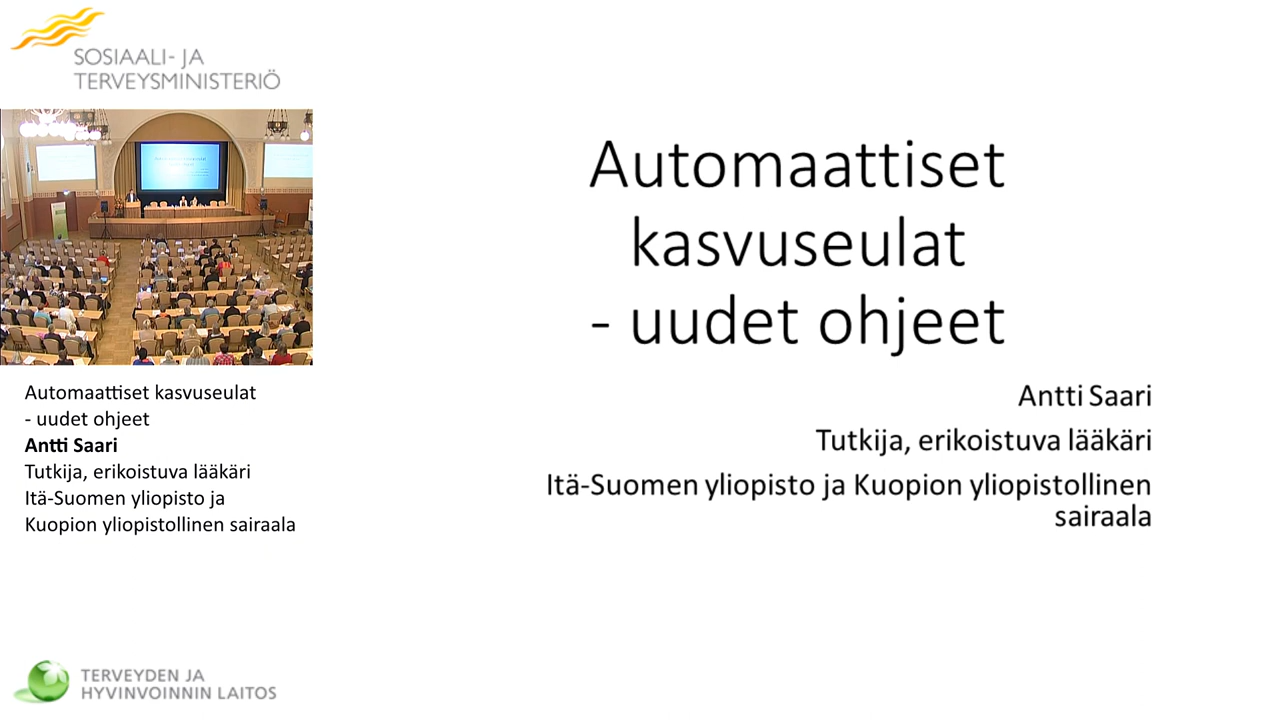 SOSIAALI- JA
TERVEYSMINISTERIÖ
Automaattiset kasvuseulat
- uudet ohjeet
Antti Saari
Tutkija, erikoistuva lääkäri
Itä-Suomen yliopisto ja
Kuopion yliopistollinen sairaala
TERVEYDEN JA
HYVINVOINNIN LAITOS
Automaattiset
kasvuseulat
- uudet ohjeet
Antti Saari
Tutkija, erikoistuva lääkäri
Itä-Suomen yliopisto ja Kuopion yliopistollinen
sairaala